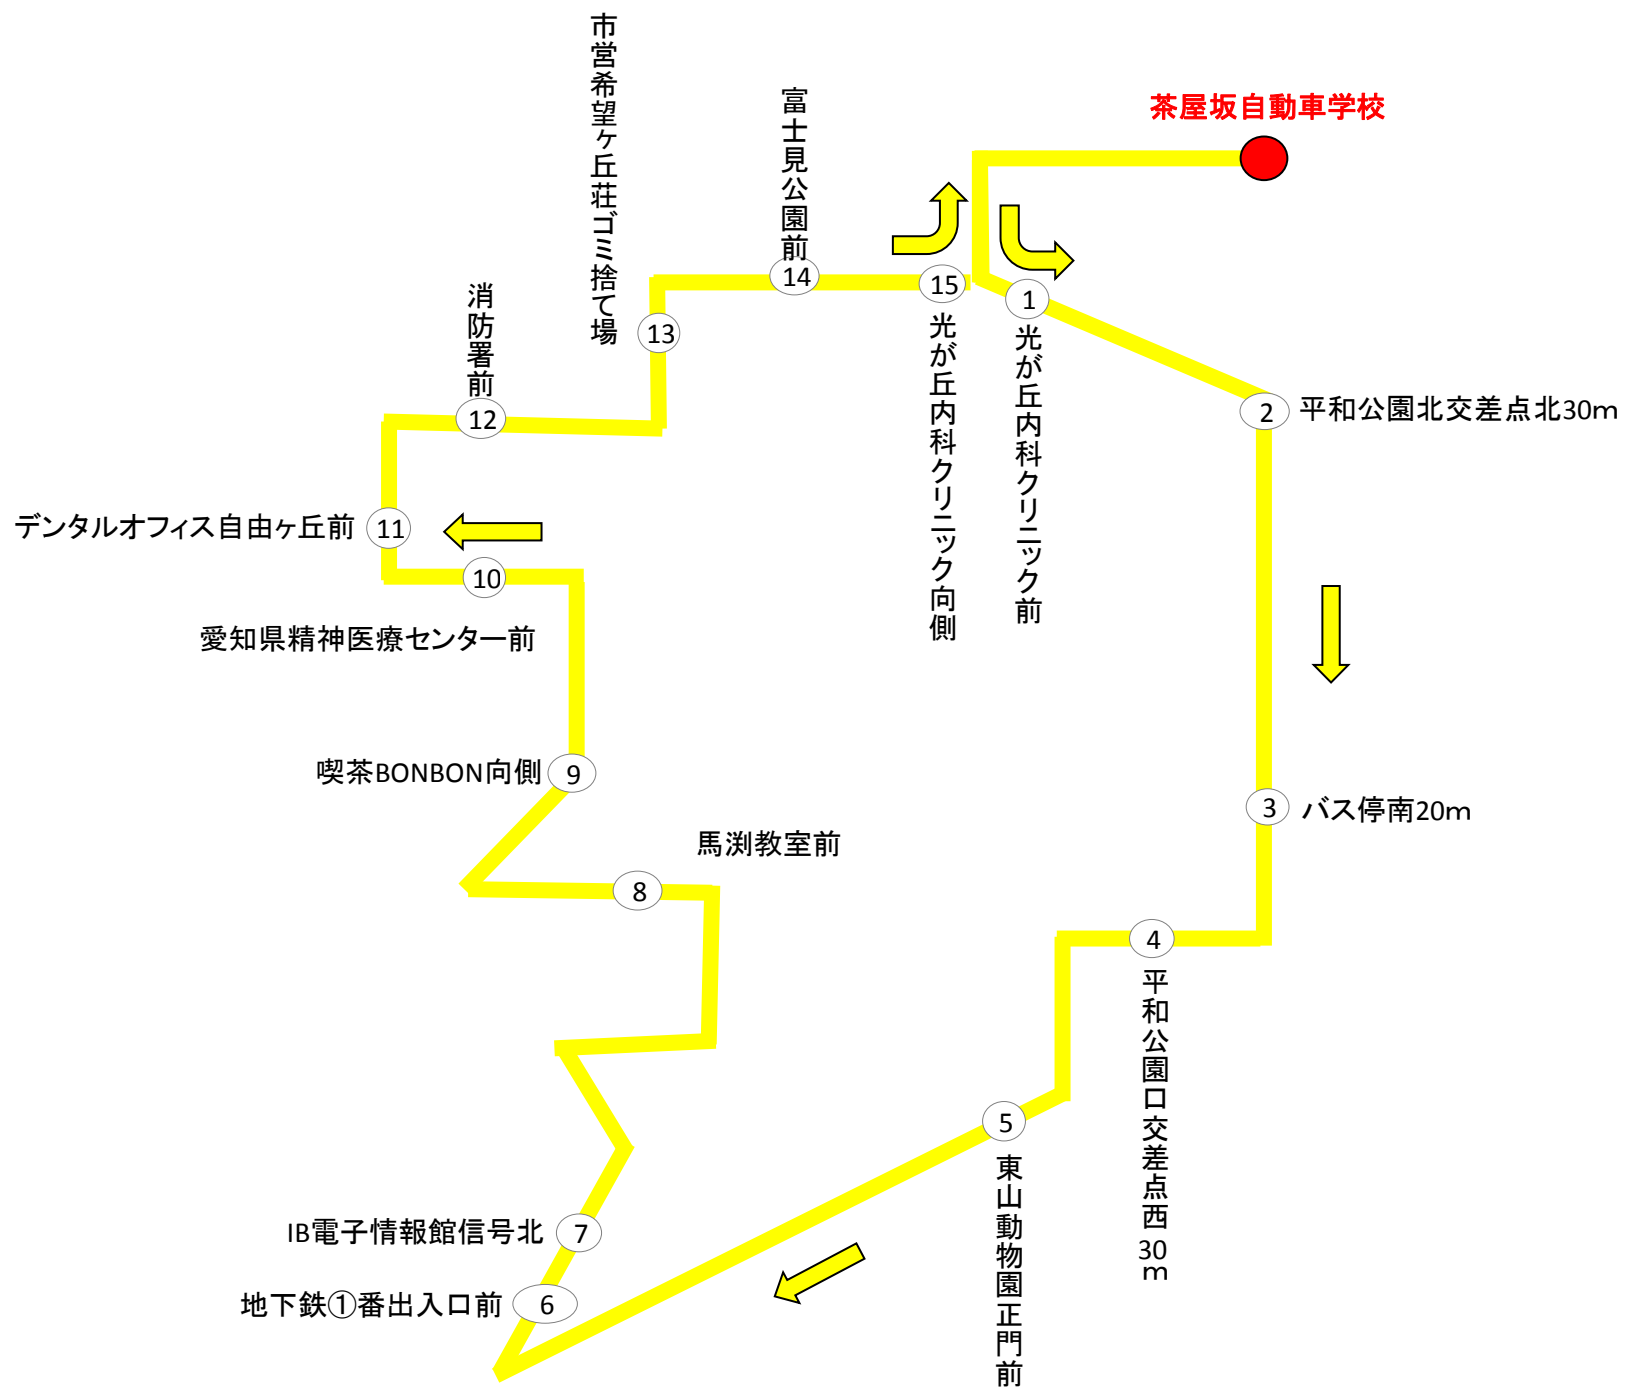 茶屋坂自動車学校
1
光が丘内科クリニック前
2
平和公園北交差点北30m
3
バス停南20m
4
平和公園口交差点西30m
5
東山動物園正門前
6
地下鉄①番出入口前
7
IB電子情報館信号北
8
馬渕教室前
9
喫茶BONBON向側
10
愛知県精神医療センター前
11
デンタルオフィス自由ヶ丘前
12
消防署前
13
市営希望ヶ丘荘ゴミ捨て場
14
富士見公園前
15
光が丘内科クリニック向側